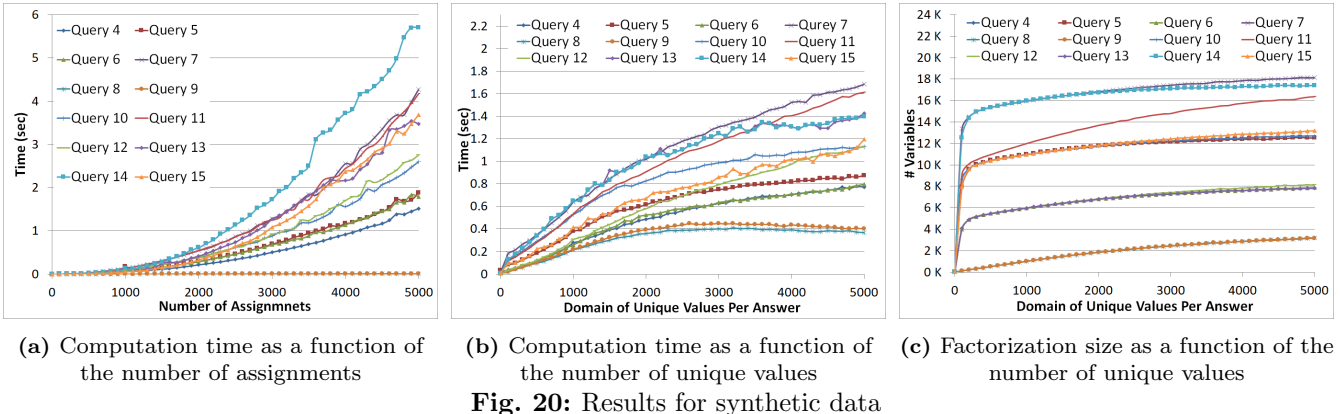 6
5
4
3
2
1
0
Time (sec)
Query 4 Query 5
Query 6 Query 7
Query 8 Query 9
Query 10 Query 11
Query 12 Query 13
Query 14 Query 15
0 1000 2000 3000 4000 5000
Number of Assignmnets
2.2
2
1.8
1.6
1.4
1.2
1
0.8
0.6
0.4
0.2
0
Time (sec)
Query 4 Query 5 Query 6 Query 7
Query 8 Query 9 Query 10 Query 11
Query 12 Query 13 Query 14 Query 15
0 1000 2000 3000 4000 5000
Domain of Unique Values Per Answer
24 K
22 K
20 K
18 K
16 K
14 K
12 K
10 K
8 K
6 K
4 K
2 K
0 K
# Variables
Query 4 Query 5 Query 6 Query 7
Query 8 Query 9 Query 10 Query 11
Query 12 Query 13 Query 14 Query 15
0 1000 2000 3000 4000 5000
Domain of Unique Values Per Answer
(a) Computation time as a function of
the number of assignments
(b) Computation time as a function of
the number of unique values
(c) Factorization size as a function of the
number of unique values
Fig. 20: Results for synthetic data